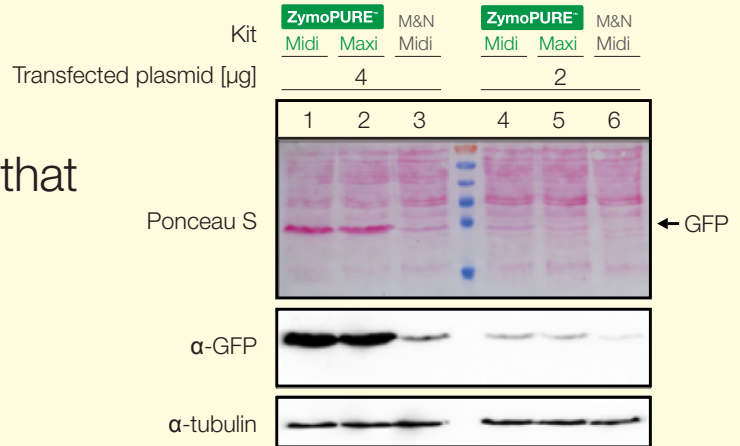 ZymoPURE™ M&N ZymoPURE™ M&N
Kit Midi Maxi Midi Midi Maxi Midi
Transfected plasmid [µg] 4 2
1 2 3 4 5 6
that
Ponceau S ← GFP
α-GFP
α-tubulin